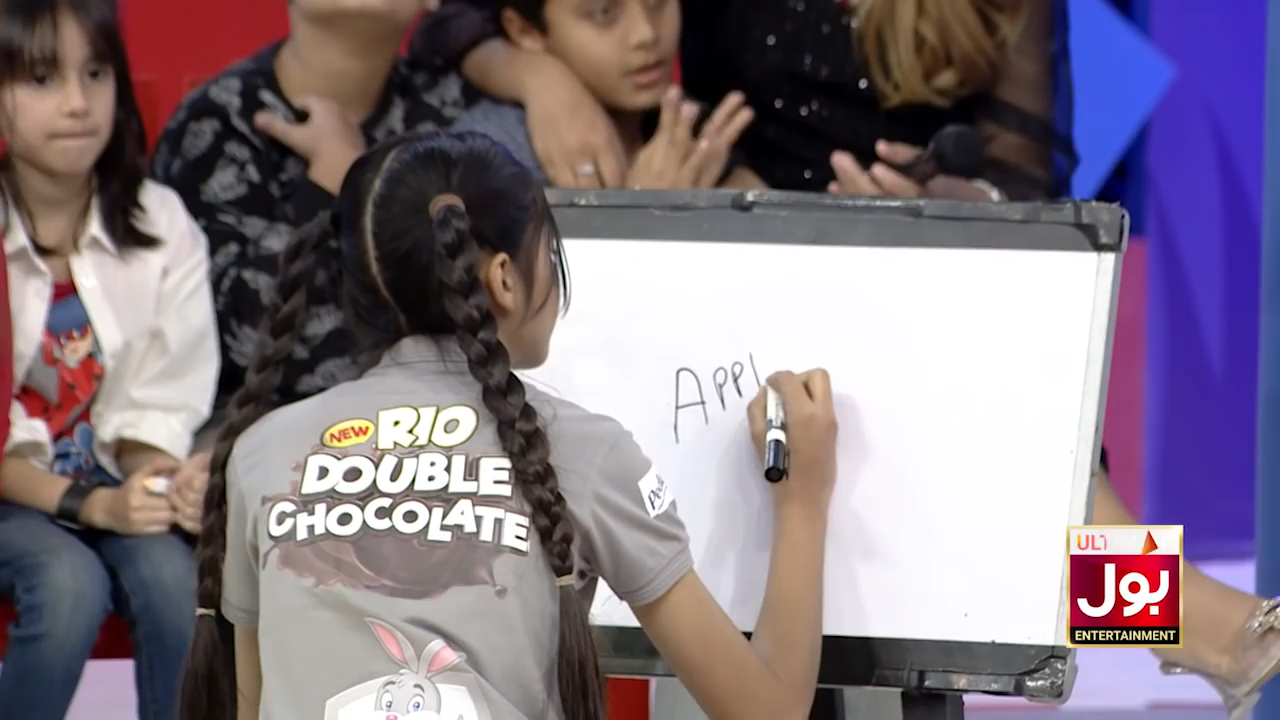 APPl
NEW RIO
DOUBLE
CHOCOLATE
بول
ENTERTAINMENT